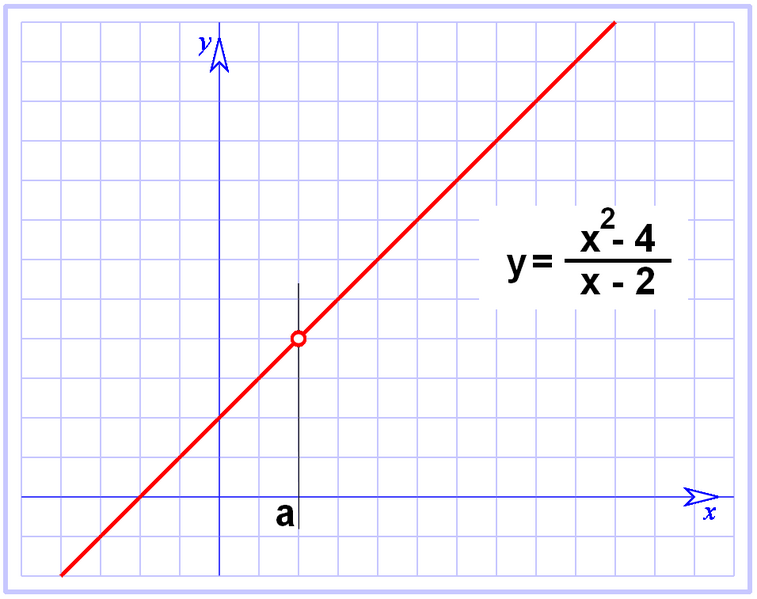 y
y = x² - 4
x - 2
a
x